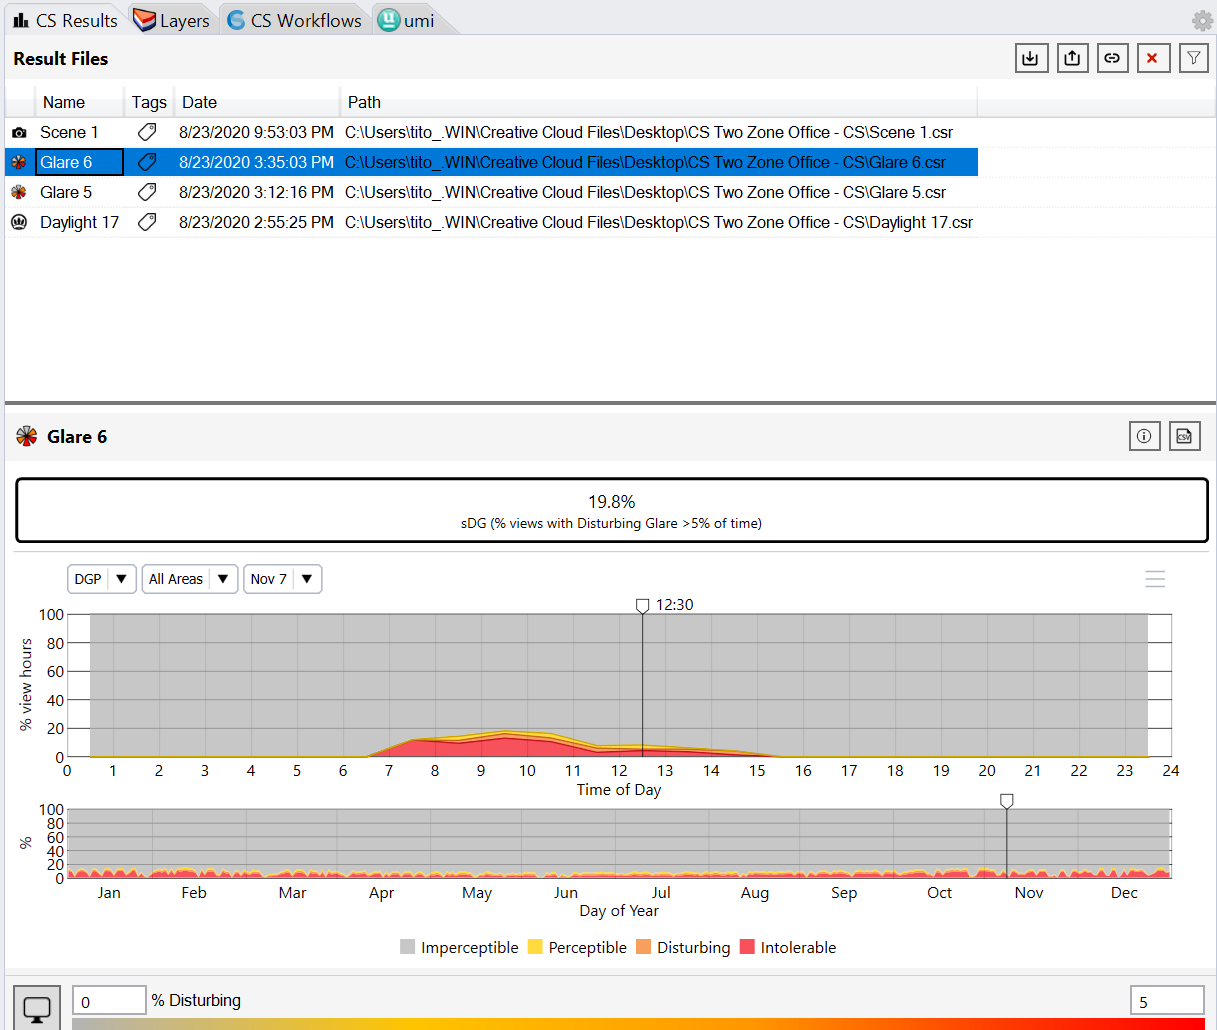 CS Results Layers CS Workflows umi
Result Files
Name Tags Date Path
Scene 1 8/23/2020 9:53:03 PM C:\Users\tito_.WIN\Creative Cloud Files\Desktop\CS Two Zone Office - CS\Scene 1.csr
Glare 6 8/23/2020 3:35:03 PM C:\Users\tito_.WIN\Creative Cloud Files\Desktop\CS Two Zone Office - CS\Glare 6.csr
Glare 5 8/23/2020 3:12:16 PM C:\Users\tito_.WIN\Creative Cloud Files\Desktop\CS Two Zone Office - CS\Glare 5.csr
Daylight 17 8/23/2020 2:55:25 PM C:\Users\tito_.WIN\Creative Cloud Files\Desktop\CS Two Zone Office - CS\Daylight 17.csr
Glare 6 CSV
19.8%
sDG (% views with Disturbing Glare >5% of time)
DGP All Areas Nov 7
12:30
100
80
60
40
20
0
% view hours
0 1 2 3 4 5 6 7 8 9 10 11 12 13 14 15 16 17 18 19 20 21 22 23 24
Time of Day
100
80
60
40
20
0
%
Jan Feb Mar Apr May Jun Jul Aug Sep Oct Nov Dec
Day of Year
Imperceptible Perceptible Disturbing Intolerable
0 % Disturbing 5